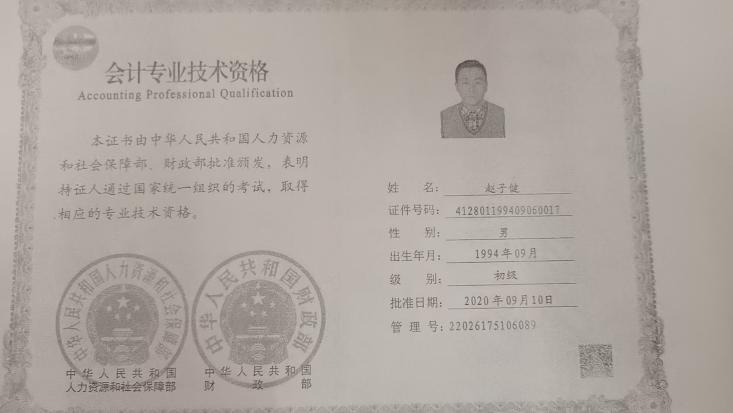 会计专业技术资格
Accounting Professional Qualification
本证书由中华人民共和国人力资源
和社会保障部、财政部批准颁发，表明
持证人通过国家统一组织的考试，取得
相应的专业技术资格。
中华人民共和国人力资源和社会保障部
中华人民共和国财政部
中华人民共和国
人力资源和社会保障部
中华人民共和国
财政部
姓名：赵子健
证件号码：412801199409060017
性别：男
出生年月：1994年09月
级别：初级
批准日期：2020年09月10日
管理号：22026175106089